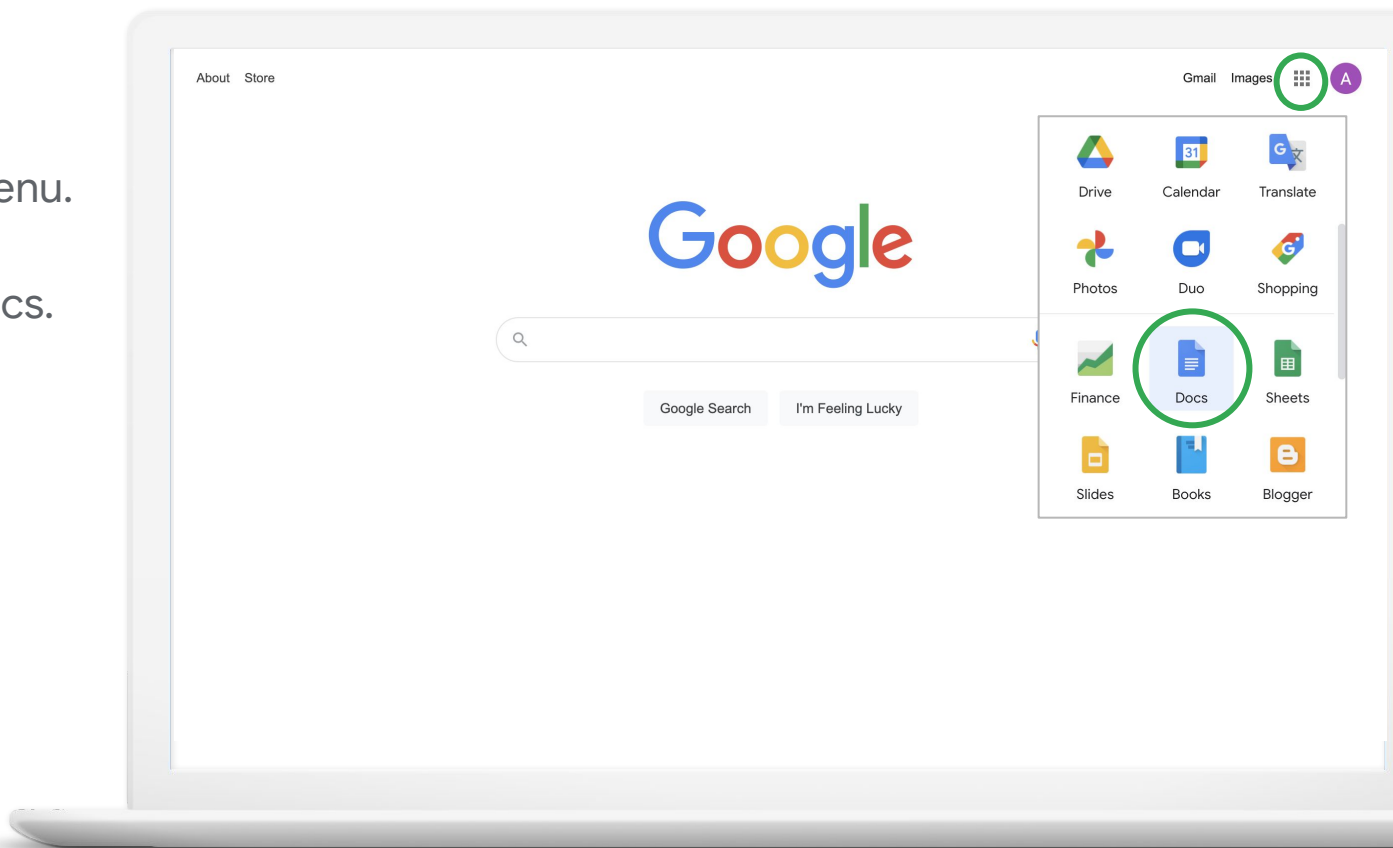 About Store
Gmail Images
A
enu.
cs.
Google
31
G 文
Drive Calendar Translate
G
Photos Duo Shopping
Finance Docs Sheets
Google Search I'm Feeling Lucky
Slides Books Blogger